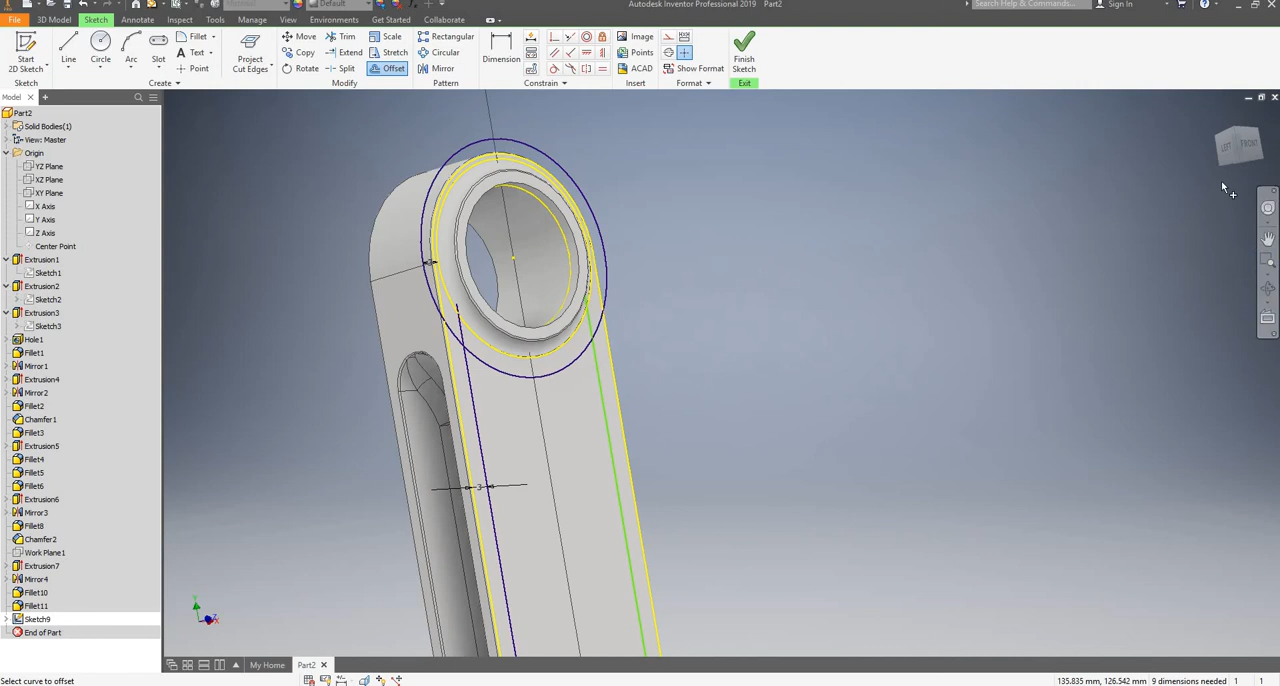 Autodesk Inventor Professional 2019   Part2
Search Help & Commands...
Sign In
File
3D Model
Sketch
Annotate
Inspect
Tools
Manage
View
Environments
Get Started
Collaborate
Start
2D Sketch
Line
Circle
Arc
Slot
Fillet
Text
Point
Project
Cut Edges
Move
Copy
Rotate
Trim
Extend
Split
Scale
Stretch
Offset
Rectangular
Circular
Mirror
Dimension
Image
Points
ACAD
Show Format
Finish
Sketch
Sketch
Create
Modify
Pattern
Constrain
Insert
Format
Exit
Model
Part2
Solid Bodies(1)
View: Master
Origin
YZ Plane
XZ Plane
XY Plane
X Axis
Y Axis
Z Axis
Center Point
Extrusion1
Sketch1
Extrusion2
Sketch2
Extrusion3
Sketch3
Hole1
Fillet1
Mirror1
Extrusion4
Mirror2
Fillet2
Chamfer1
Fillet3
Extrusion5
Fillet4
Fillet5
Fillet6
Extrusion6
Mirror3
Fillet8
Chamfer2
Work Plane1
Extrusion7
Mirror4
Fillet10
Fillet11
Sketch9
End of Part
LEFT
FRONT
3
My Home
Part2
Select curve to offset
135.835 mm, 126.542 mm
9 dimensions needed
1
1